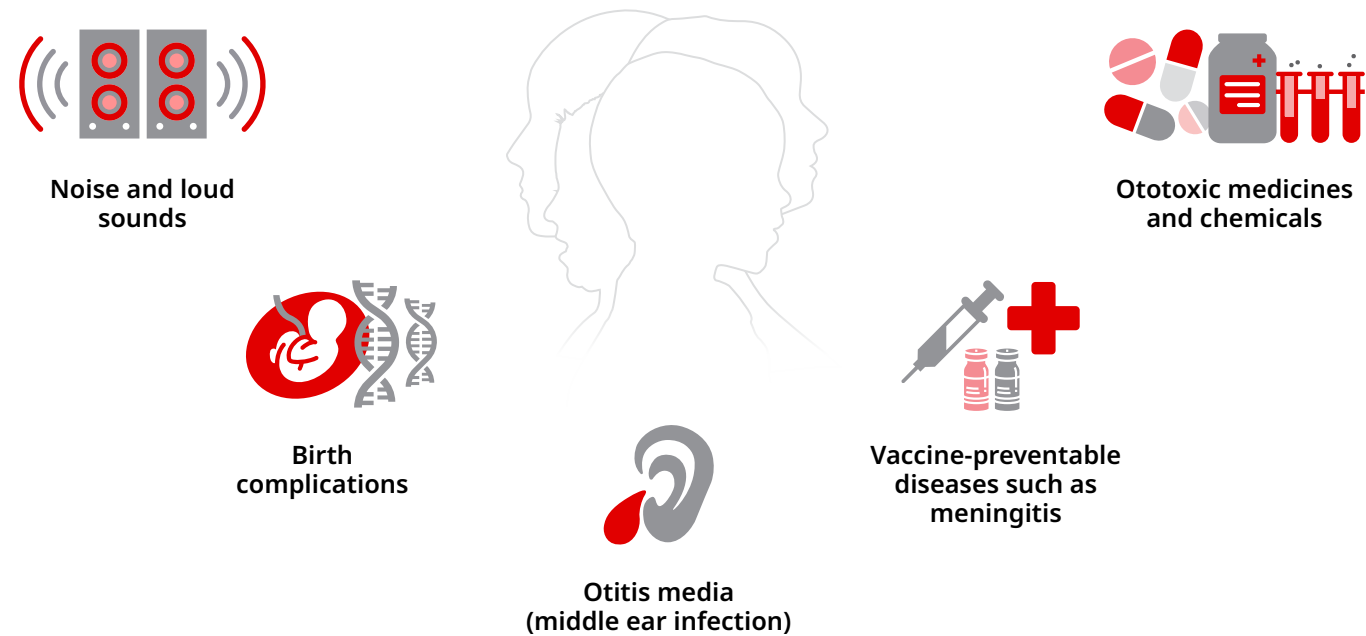 Noise and loud
sounds
Ototoxic medicines
and chemicals
Birth
complications
Vaccine-preventable
diseases such as
meningitis
Otitis media
(middle ear infection)